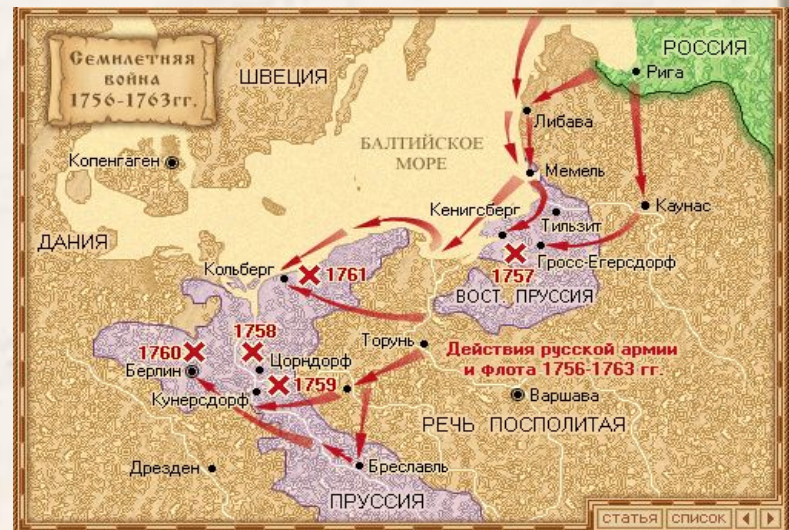 Семилетняя
война
1756-1763гг.
ШВЕЦИЯ
РОССИЯ
Рига
Либава
БАЛТИЙСКОЕ
МОРЕ
Копенгаген
Мемель
Кенигсберг
Тильзит
Каунас
ДАНИЯ
Гросс-Егерсдорф
Кольберг
1761
1757
ВОСТ. ПРУССИЯ
1758
1760
Торунь
Действия русской армии
и флота 1756-1763 гг.
Берлин
Цорндорф
1759
Кунерсдорф
Варшава
РЕЧЬ ПОСПОЛИТАЯ
Дрезден
Бреславль
ПРУССИЯ
статья
список